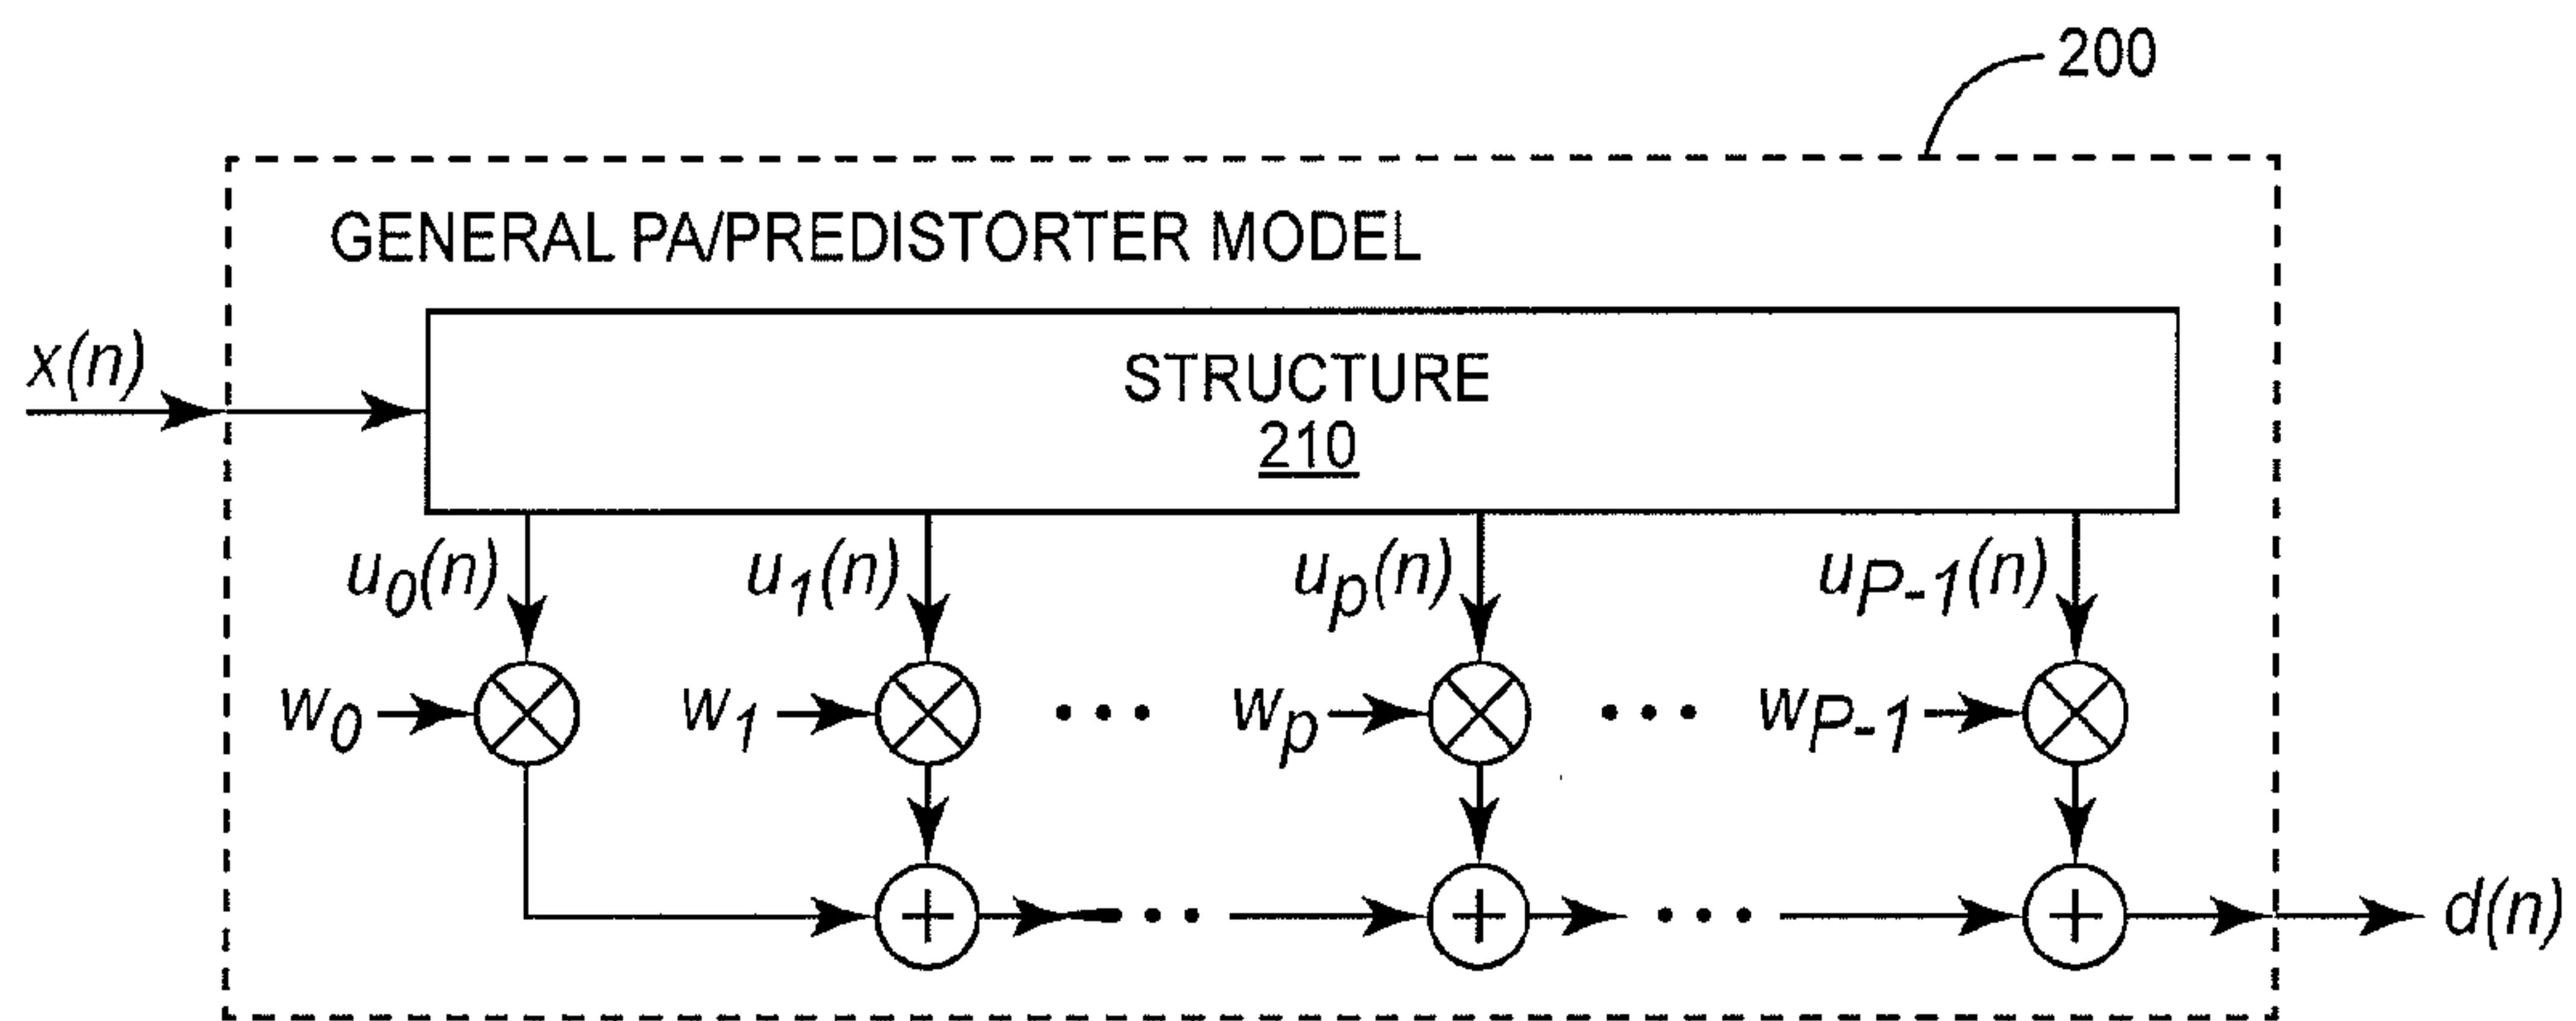 200
GENERAL PA/PREDISTORTER MODEL
x(n)
STRUCTURE
210
u0(n) u1(n) up(n) uP-1(n)
w0 w1 ••• wp ••• wP-1
••• ••• d(n)